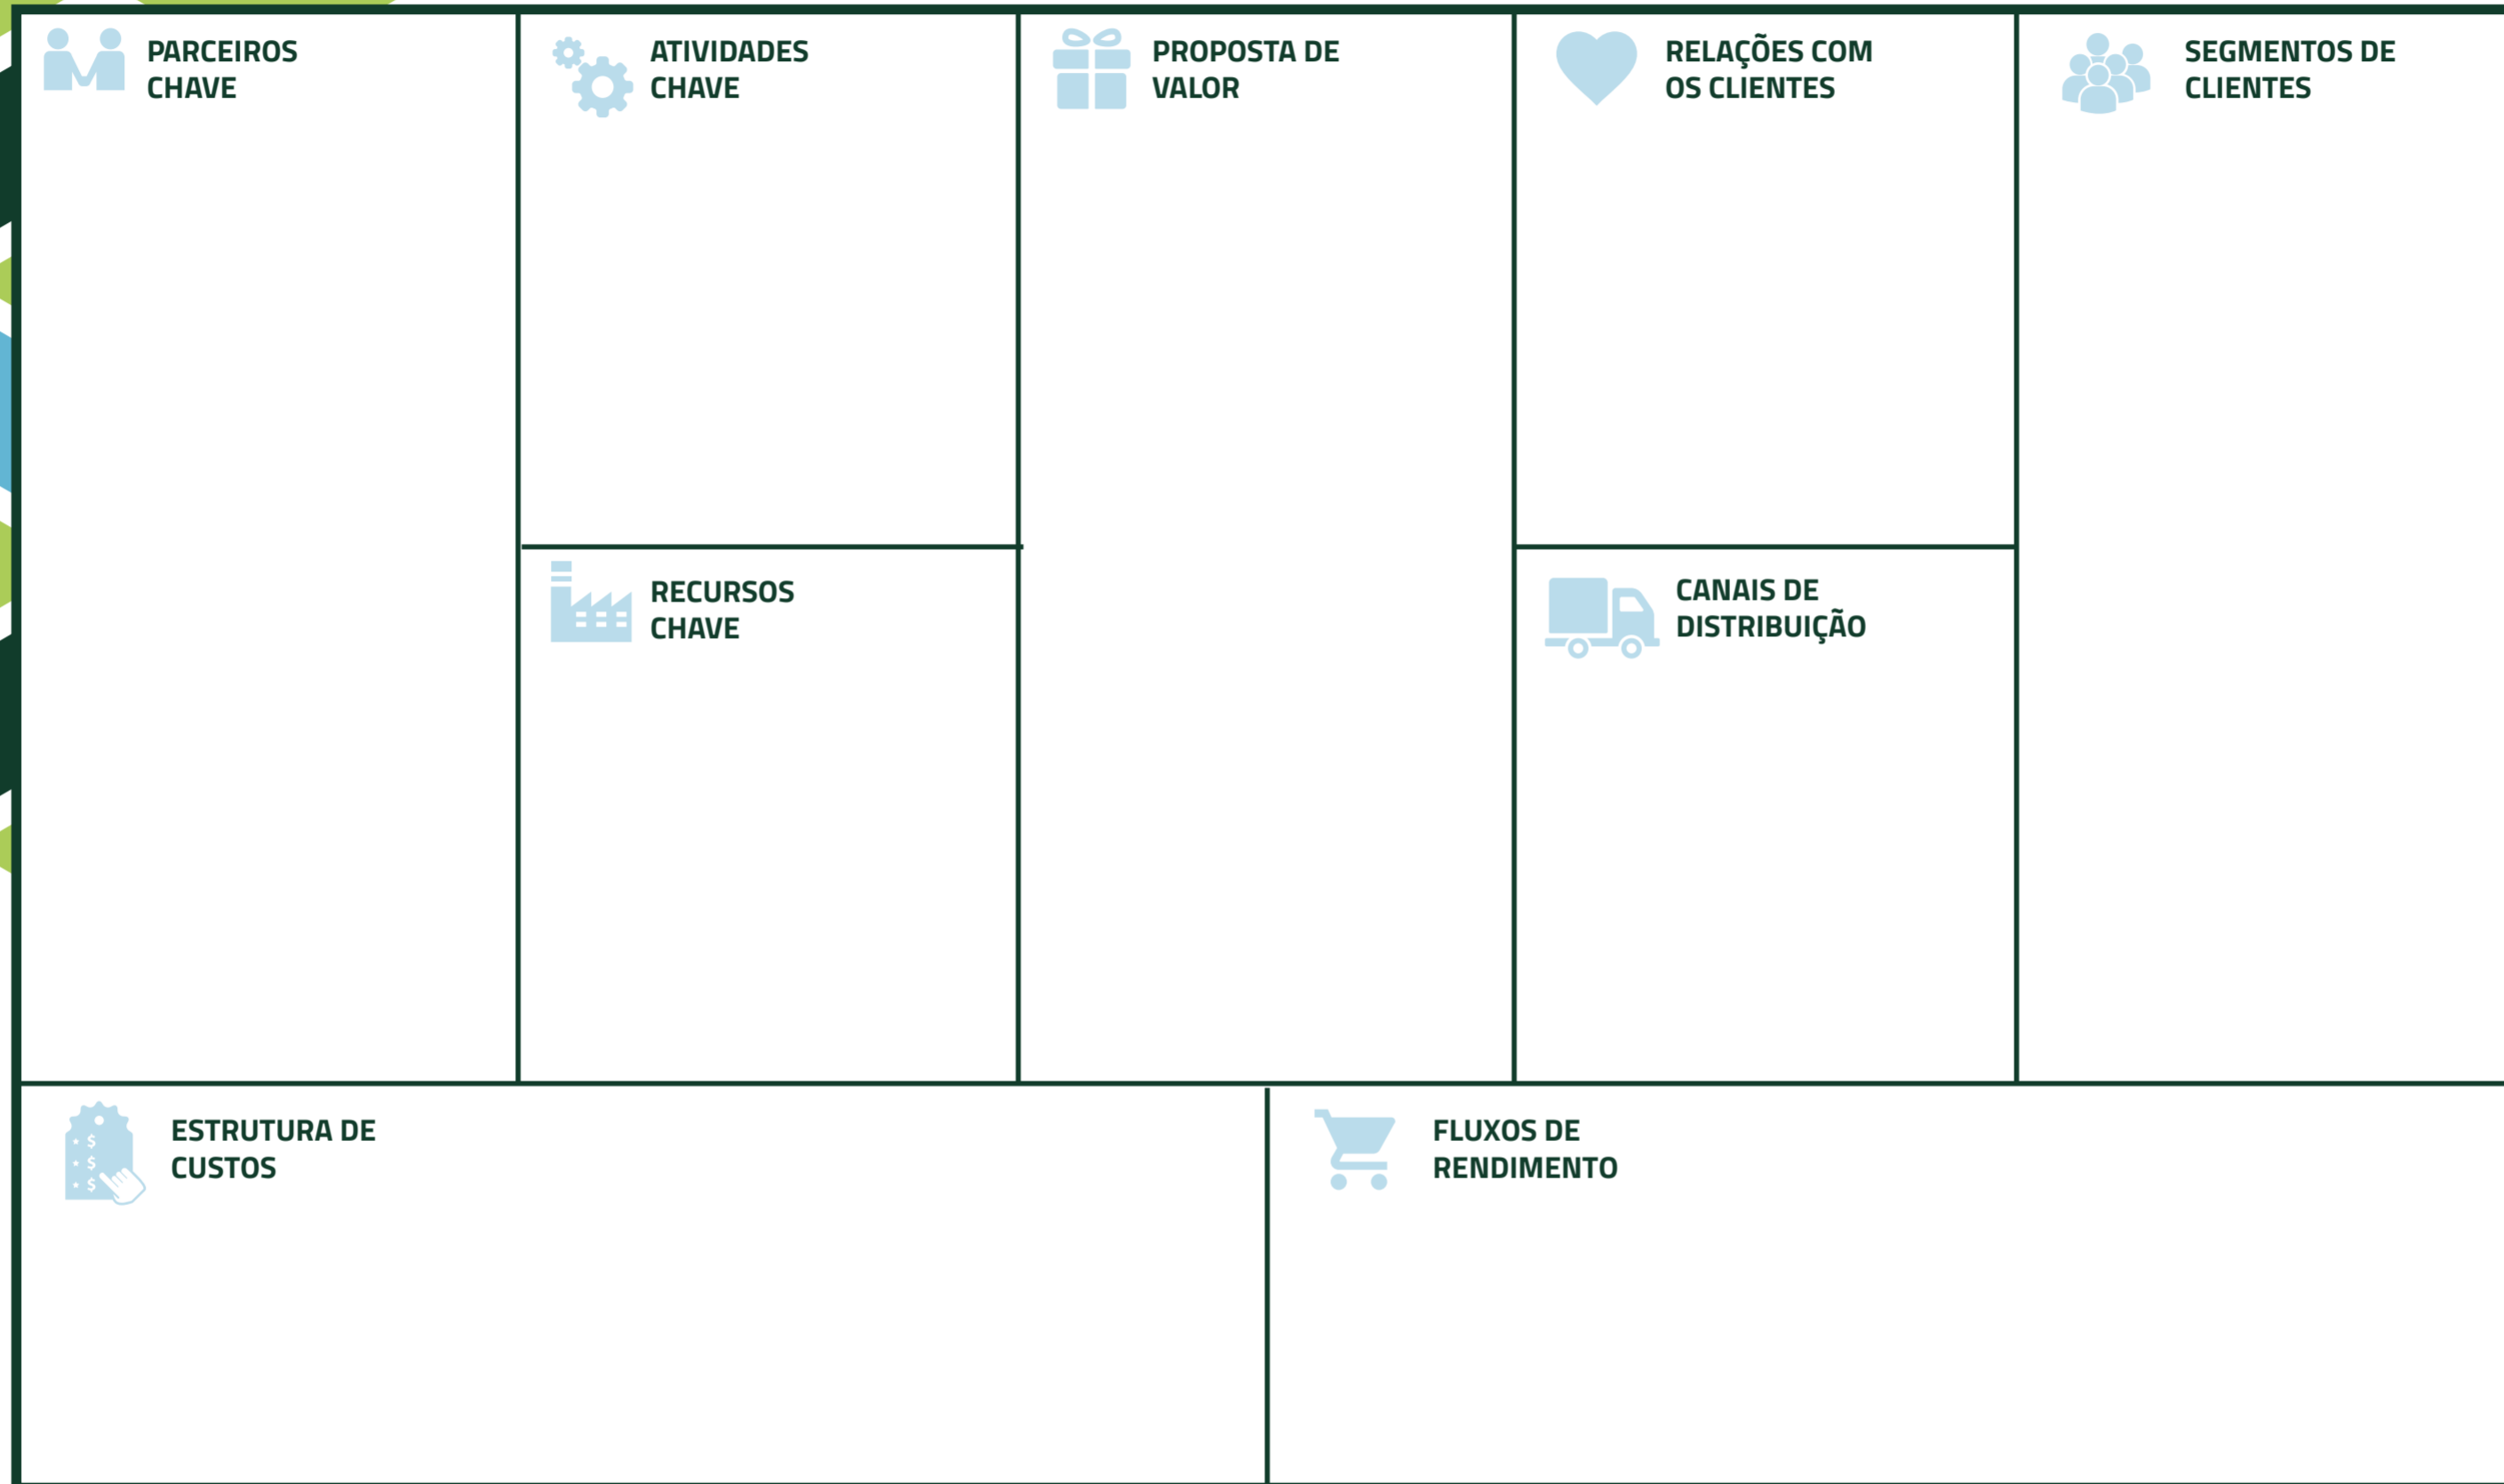 PARCEIROS
CHAVE
ATIVIDADES
CHAVE
PROPOSTA DE
VALOR
RELAÇÕES COM
OS CLIENTES
SEGMENTOS DE
CLIENTES
RECURSOS
CHAVE
CANAIS DE
DISTRIBUIÇÃO
ESTRUTURA DE
CUSTOS
$
$
$
FLUXOS DE
RENDIMENTO